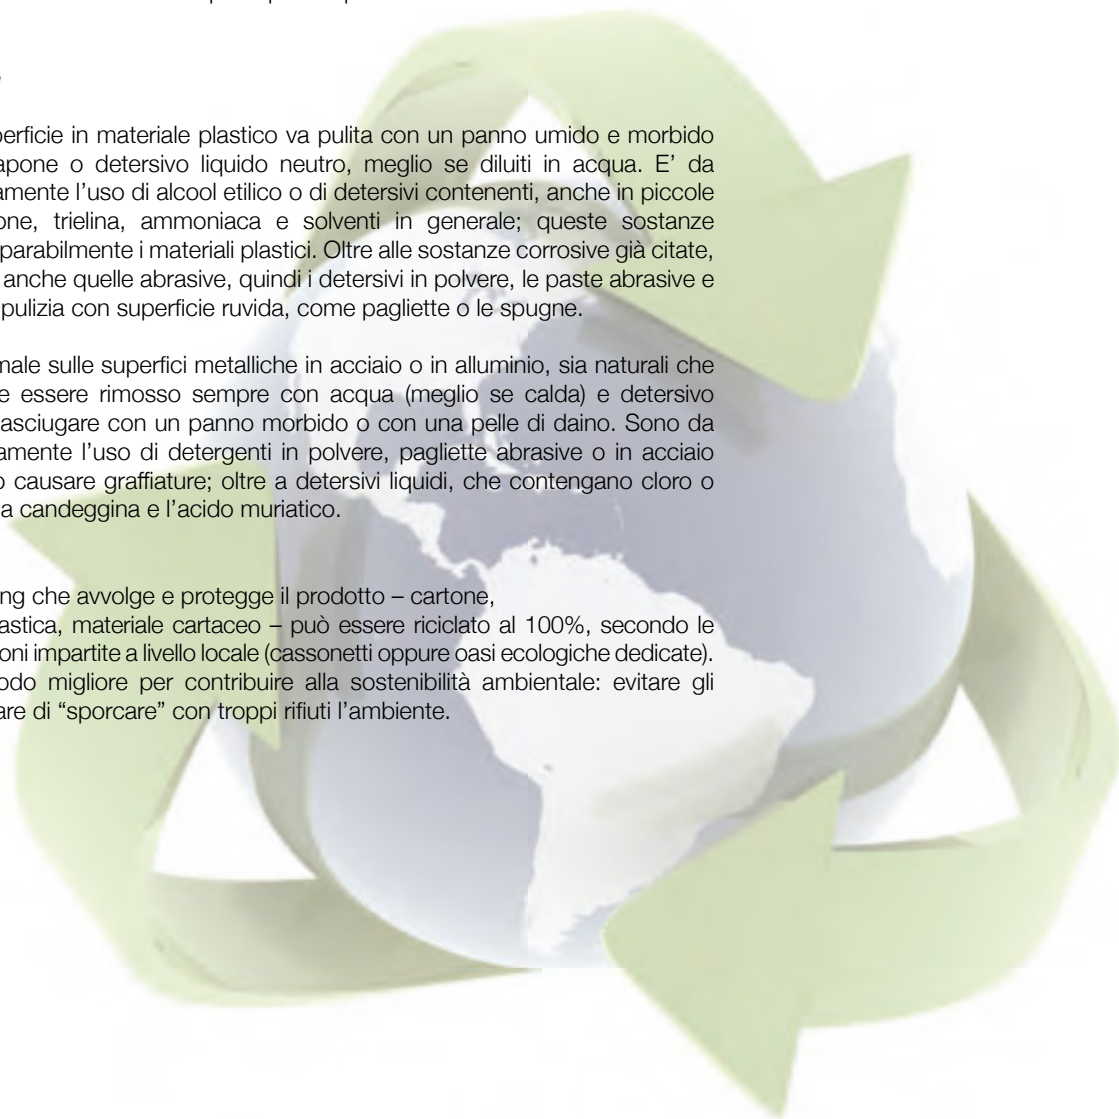 erficie in materiale plastico va pulita con un panno umido e morbido
apone o detersivo liquido neutro, meglio se diluiti in acqua. E’ da
amente l’uso di alcool etilico o di detersivi contenenti, anche in piccole
one, trielina, ammoniaca e solventi in generale; queste sostanze
parabilmente i materiali plastici. Oltre alle sostanze corrosive già citate,
anche quelle abrasive, quindi i detersivi in polvere, le paste abrasive e
pulizia con superficie ruvida, come pagliette o le spugne.
male sulle superfici metalliche in acciaio o in alluminio, sia naturali che
e essere rimosso sempre con acqua (meglio se calda) e detersivo
asciugare con un panno morbido o con una pelle di daino. Sono da
amente l’uso di detergenti in polvere, pagliette abrasive o in acciaio
o causare graffiature; oltre a detersivi liquidi, che contengano cloro o
a candeggina e l’acido muriatico.
ng che avvolge e protegge il prodotto – cartone,
astica, materiale cartaceo – può essere riciclato al 100%, secondo le
oni impartite a livello locale (cassonetti oppure oasi ecologiche dedicate).
odo migliore per contribuire alla sostenibilità ambientale: evitare gli
are di “sporcare” con troppi rifiuti l’ambiente.